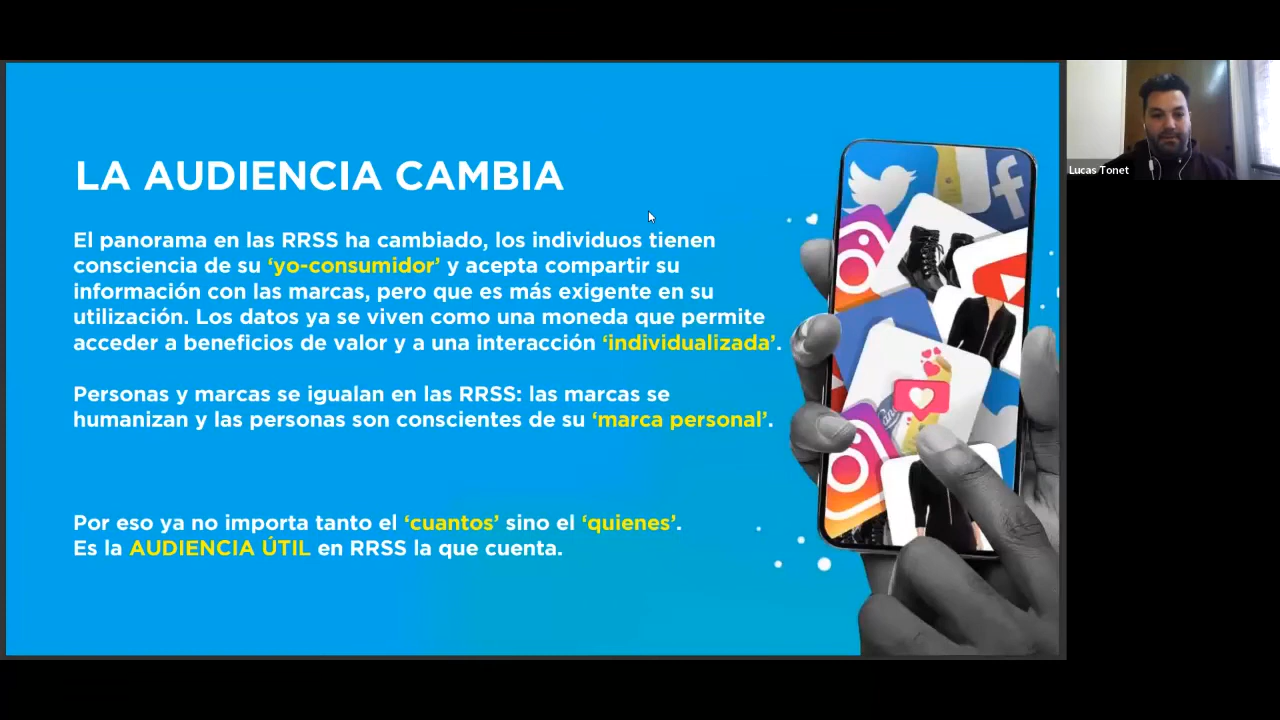 LA AUDIENCIA CAMBIA
El panorama en las RRSS ha cambiado, los individuos tienen
consciencia de su ‘yo-consumidor’ y acepta compartir su
información con las marcas, pero que es más exigente en su
utilización. Los datos ya se viven como una moneda que permite
acceder a beneficios de valor y a una interacción ‘individualizada’.
Personas y marcas se igualan en las RRSS: las marcas se
humanizan y las personas son conscientes de su ‘marca personal’.
Por eso ya no importa tanto el ‘cuantos’ sino el ‘quienes’.
Es la AUDIENCIA ÚTIL en RRSS la que cuenta.
Lucas Tonet